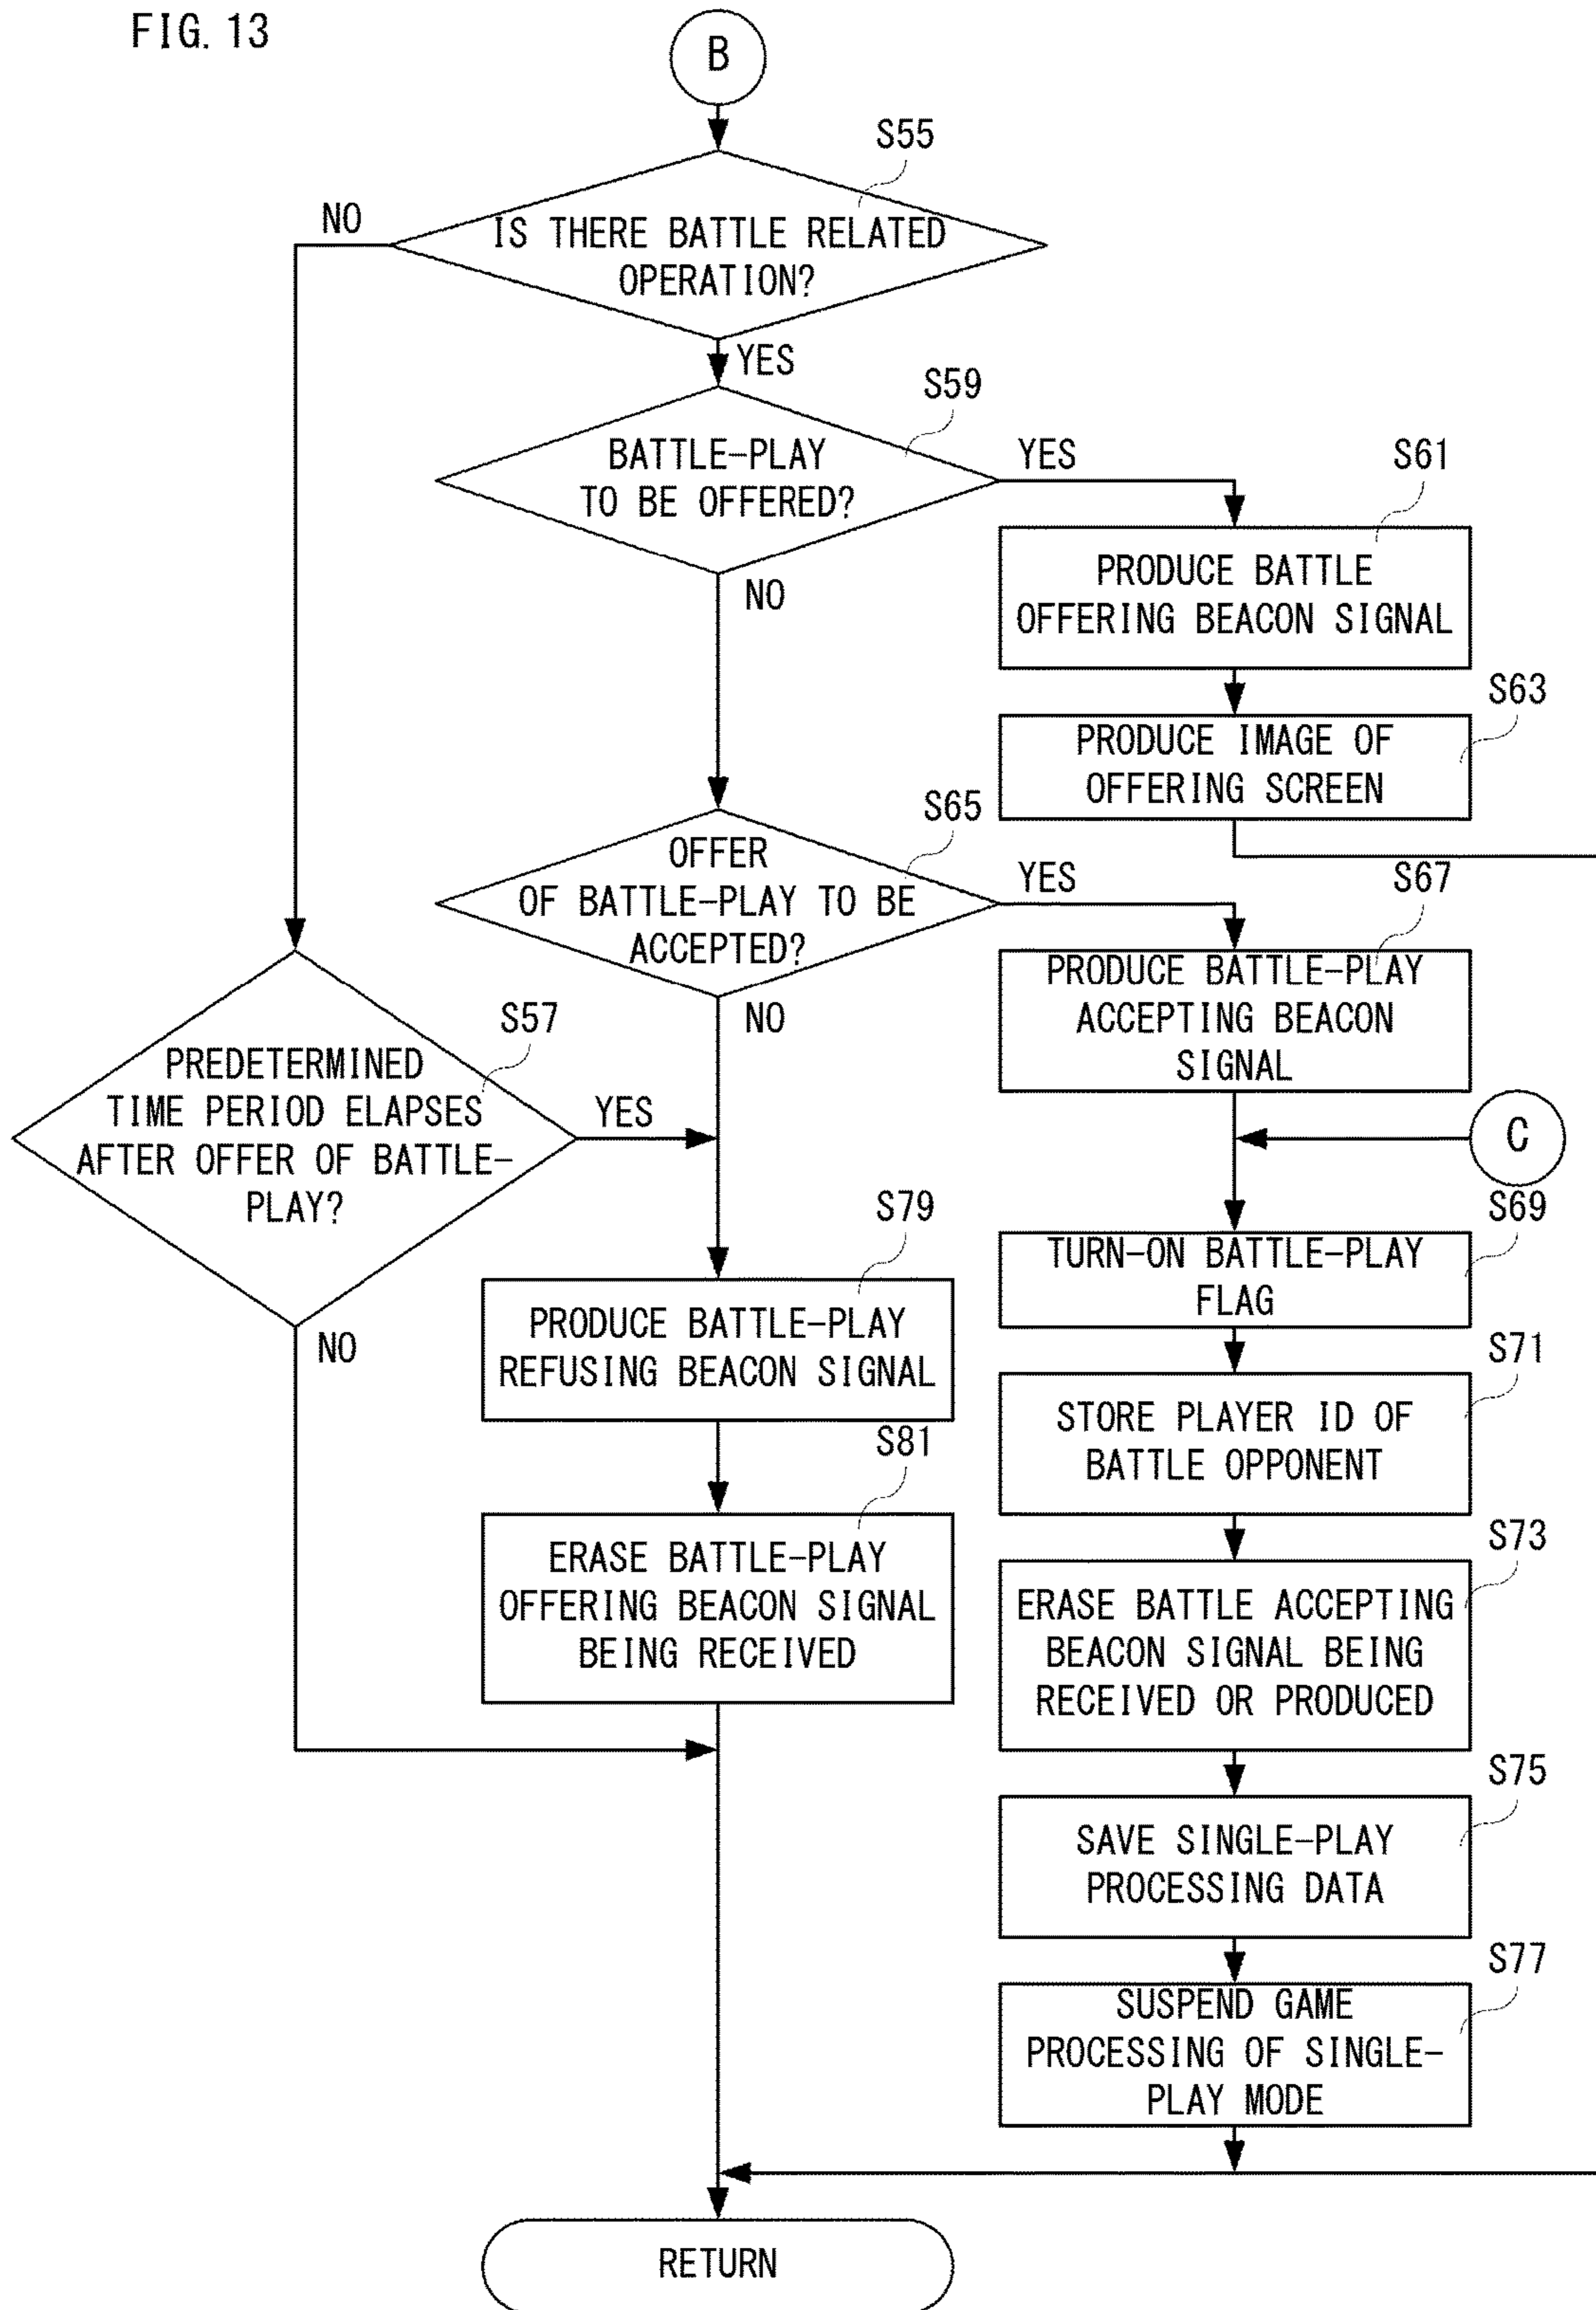 FIG. 13
B
S55
NO
IS THERE BATTLE RELATED
OPERATION?
YES
S59
BATTLE-PLAY
TO BE OFFERED?
YES
NO
S61
PRODUCE BATTLE
OFFERING BEACON SIGNAL
S63
PRODUCE IMAGE OF
OFFERING SCREEN
S65
OFFER
OF BATTLE-PLAY TO BE
ACCEPTED?
YES
NO
S67
PRODUCE BATTLE-PLAY
ACCEPTING BEACON
SIGNAL
S57
PREDETERMINED
TIME PERIOD ELAPSES
AFTER OFFER OF BATTLE-
PLAY?
YES
NO
C
S69
TURN-ON BATTLE-PLAY
FLAG
S79
PRODUCE BATTLE-PLAY
REFUSING BEACON SIGNAL
S71
STORE PLAYER ID OF
BATTLE OPPONENT
S81
ERASE BATTLE-PLAY
OFFERING BEACON SIGNAL
BEING RECEIVED
S73
ERASE BATTLE ACCEPTING
BEACON SIGNAL BEING
RECEIVED OR PRODUCED
S75
SAVE SINGLE-PLAY
PROCESSING DATA
S77
SUSPEND GAME
PROCESSING OF SINGLE-
PLAY MODE
RETURN